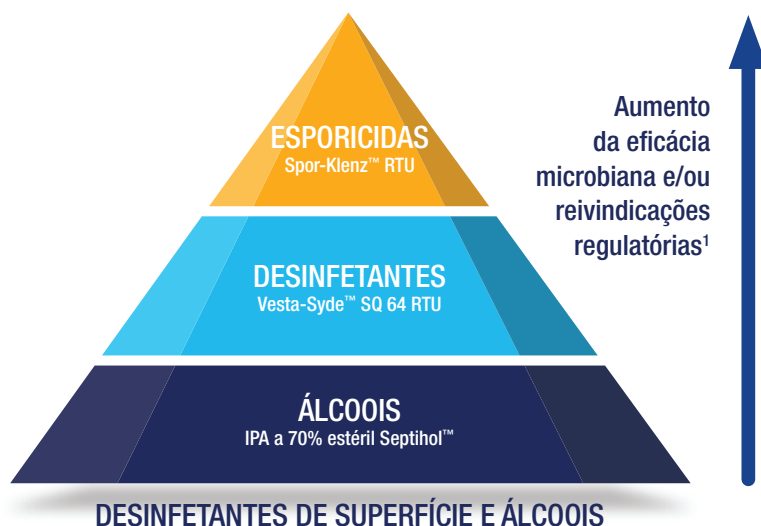 ESPORICIDAS
Spor-Klenz™ RTU
Aumento
da eficácia
microbiana e/ou
reivindicações
regulatórias¹
DESINFETANTES
Vesta-Syde™ SQ 64 RTU
ÁLCOOIS
IPA a 70% estéril Septihol™
DESINFETANTES DE SUPERFÍCIE E ÁLCOOIS